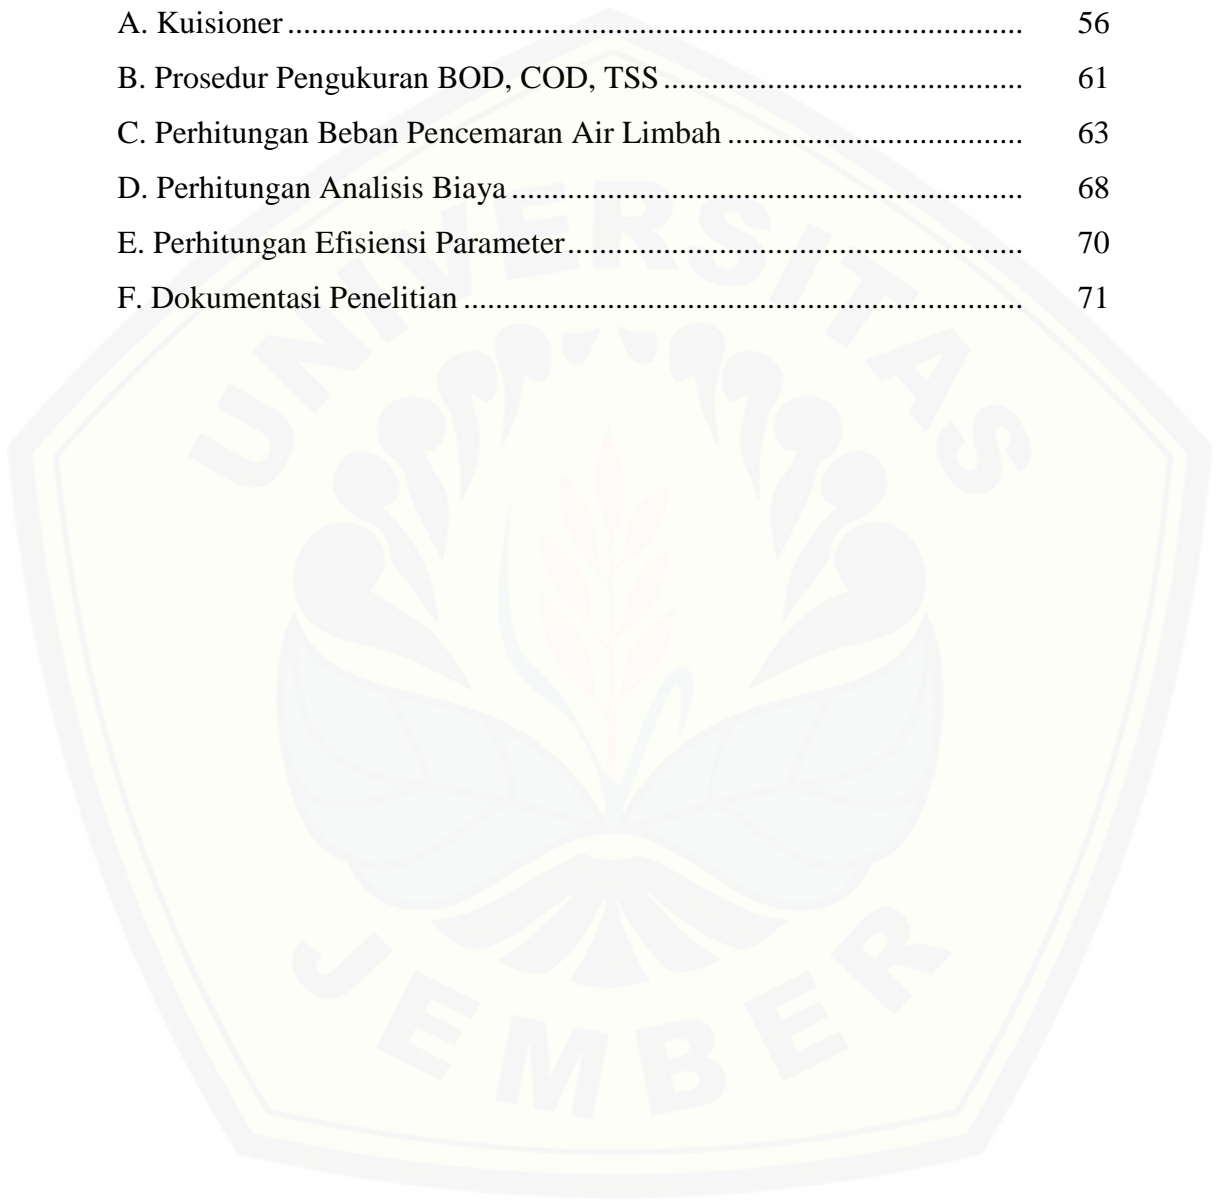 A. Kuisioner ............................................................................................ 56
B. Prosedur Pengukuran BOD, COD, TSS ............................................. 61
C. Perhitungan Beban Pencemaran Air Limbah ..................................... 63
D. Perhitungan Analisis Biaya ................................................................ 68
E. Perhitungan Efisiensi Parameter ......................................................... 70
F. Dokumentasi Penelitian ...................................................................... 71
UNIVERSITAS
JEMBER